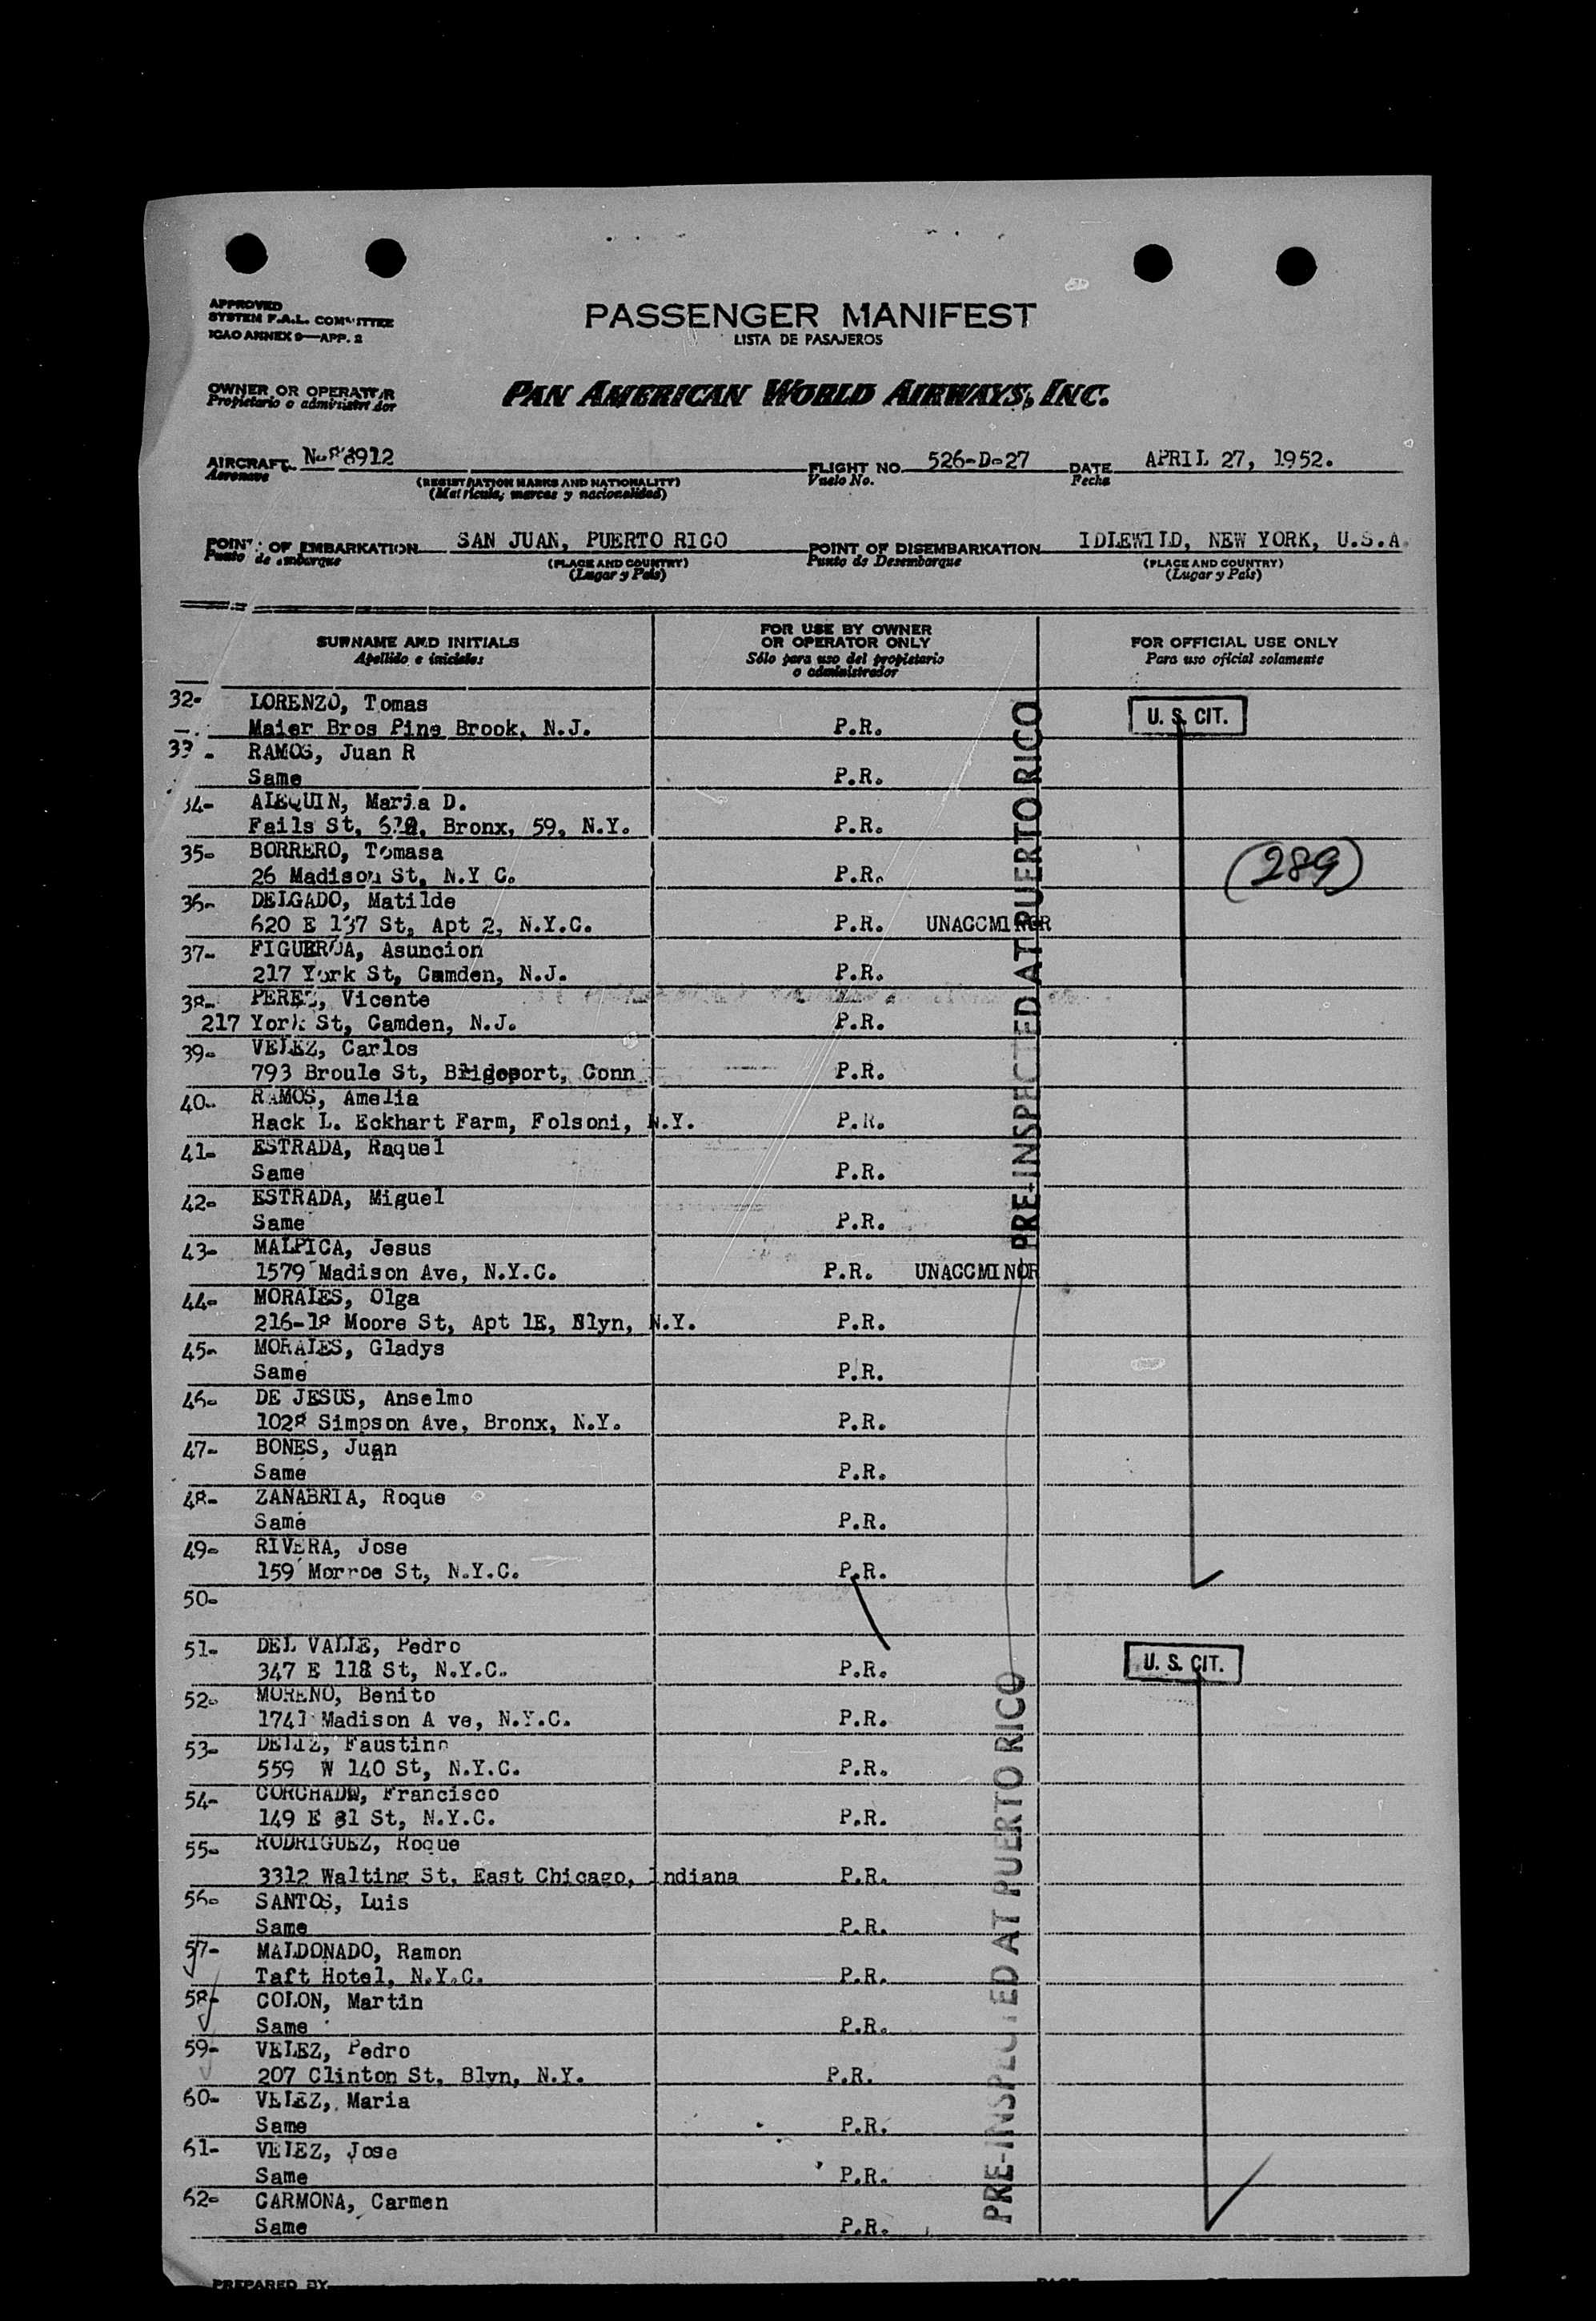 APPROVED
SYSTEM F.A.L. COMMITTEE
ICAO ANNEX 9—APP. 2
PASSENGER MANIFEST
LISTA DE PASAJEROS
OWNER OR OPERATOR
Propietario o administrador
PAN AMERICAN WORLD AIRWAYS, INC.
AIRCRAFT
Aeronave
(REGISTRATION MARKS AND NATIONALITY)
(Matricula, marcas y nacionalidad)
FLIGHT NO. 526-D-27
Vuelo No.
DATE APRIL 27, 1952.
Fecha
POINT OF EMBARKATION SAN JUAN, PUERTO RICO
Punto de embarque
(PLACE AND COUNTRY)
(Lugar y País)
POINT OF DISEMBARKATION IDLEWILD, NEW YORK, U.S.A.
Punto de Desembarque
(PLACE AND COUNTRY)
(Lugar y País)
SURNAME AND INITIALS
Apellido e iniciales
FOR USE BY OWNER
OR OPERATOR ONLY
Sólo para uso del propietario
o administrador
FOR OFFICIAL USE ONLY
Para uso oficial solamente
32- LORENZO, Tomas
Maier Bros Pine Brook, N.J. P.R.
U. S. CIT.
33- RAMOS, Juan R
Same P.R.
34- ALEQUIN, Maria D.
Faile St, Bronx, 59, N.Y. P.R.
35- BORRERO, Tomasa
26 Madison St, N.Y C. P.R.
(289)
36- DELGADO, Matilde
620 E 137 St, Apt 2, N.Y.C. P.R. UNACCMINOR
37- FIGUEROA, Asuncion
217 York St, Camden, N.J. P.R.
38- PEREZ, Vicente
217 York St, Camden, N.J. P.R.
39- VELEZ, Carlos
793 Broule St, Bridgeport, Conn P.R.
40- RAMOS, Amelia
Hack L. Eckhart Farm, Folsoni, N.Y. P.R.
41- ESTRADA, Raquel
Same P.R.
42- ESTRADA, Miguel
Same P.R.
43- MALPICA, Jesus
1579 Madison Ave, N.Y.C. P.R. UNACCMINOR
44- MORALES, Olga
216-18 Moore St, Apt 1E, Blyn, N.Y. P.R.
45- MORALES, Gladys
Same P.R.
46- DE JESUS, Anselmo
1028 Simpson Ave, Bronx, N.Y. P.R.
47- BONES, Juan
Same P.R.
48- ZANABRIA, Roque
Same P.R.
49- RIVERA, Jose
159 Monroe St, N.Y.C. P.R.
50-
PRE-INSPECTED AT PUERTO RICO
51- DEL VALLE, Pedro
347 E 118 St, N.Y.C. P.R.
U. S. CIT.
52- MORENO, Benito
1741 Madison A ve, N.Y.C. P.R.
53- DELIZ, Faustino
559 W 140 St, N.Y.C. P.R.
54- CORCHADO, Francisco
149 E 81 St, N.Y.C. P.R.
55- RODRIGUEZ, Roque
3312 Walting St, East Chicago, Indiana P.R.
56- SANTOS, Luis
Same P.R.
57- MALDONADO, Ramon
Taft Hotel, N.Y.C. P.R.
58- COLON, Martin
Same P.R.
59- VELEZ, Pedro
207 Clinton St, Blyn, N.Y. P.R.
60- VELEZ, Maria
Same P.R.
61- VELEZ, Jose
Same P.R.
62- CARMONA, Carmen
Same P.R.
PRE-INSPECTED AT PUERTO RICO
PREPARED BY